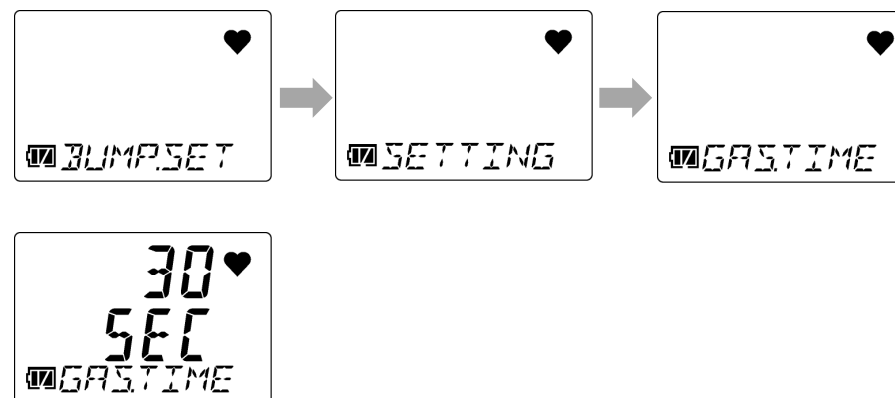 BUMP.SET
SETTING
GAS.TIME
30
SEC
GAS.TIME